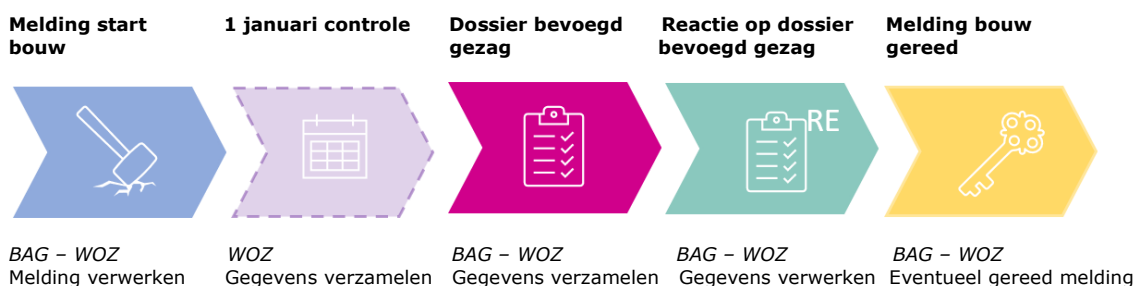 Melding start bouw
1 januari controle
Dossier bevoegd gezag
Reactie op dossier bevoegd gezag
Melding bouw gereed
RE
BAG – WOZ
Melding verwerken
WOZ
Gegevens verzamelen
BAG – WOZ
Gegevens verzamelen
BAG – WOZ
Gegevens verwerken
BAG – WOZ
Eventueel gereed melding